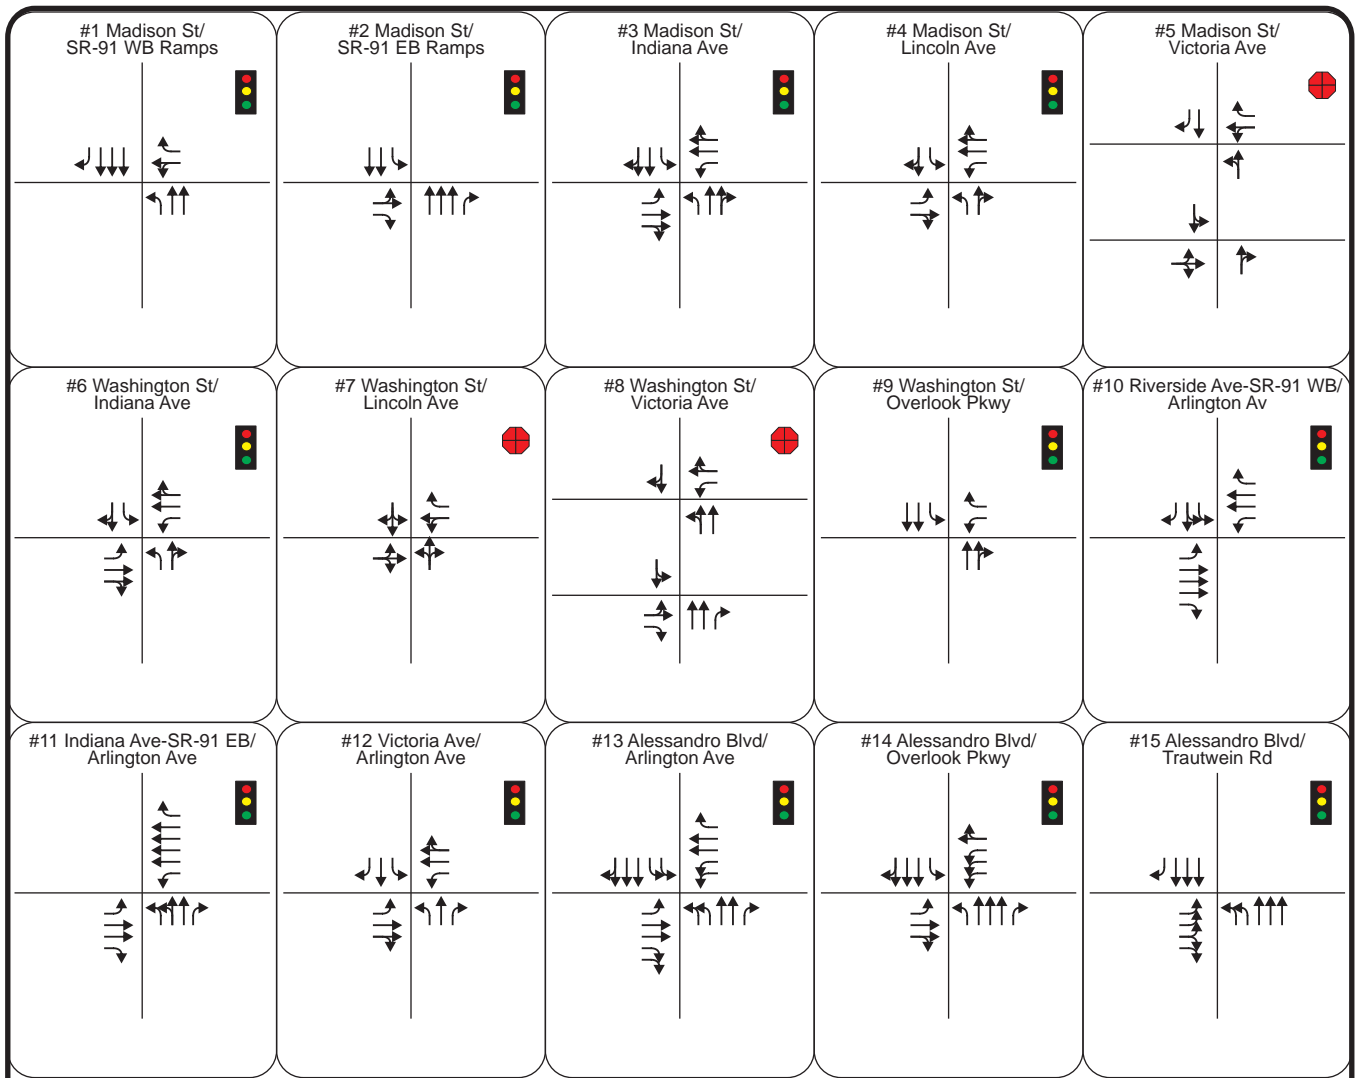 #1 Madison St/
SR-91 WB Ramps
#2 Madison St/
SR-91 EB Ramps
#3 Madison St/
Indiana Ave
#4 Madison St/
Lincoln Ave
#5 Madison St/
Victoria Ave
#6 Washington St/
Indiana Ave
#7 Washington St/
Lincoln Ave
#8 Washington St/
Victoria Ave
#9 Washington St/
Overlook Pkwy
#10 Riverside Ave-SR-91 WB/
Arlington Av
#11 Indiana Ave-SR-91 EB/
Arlington Ave
#12 Victoria Ave/
Arlington Ave
#13 Alessandro Blvd/
Arlington Ave
#14 Alessandro Blvd/
Overlook Pkwy
#15 Alessandro Blvd/
Trautwein Rd